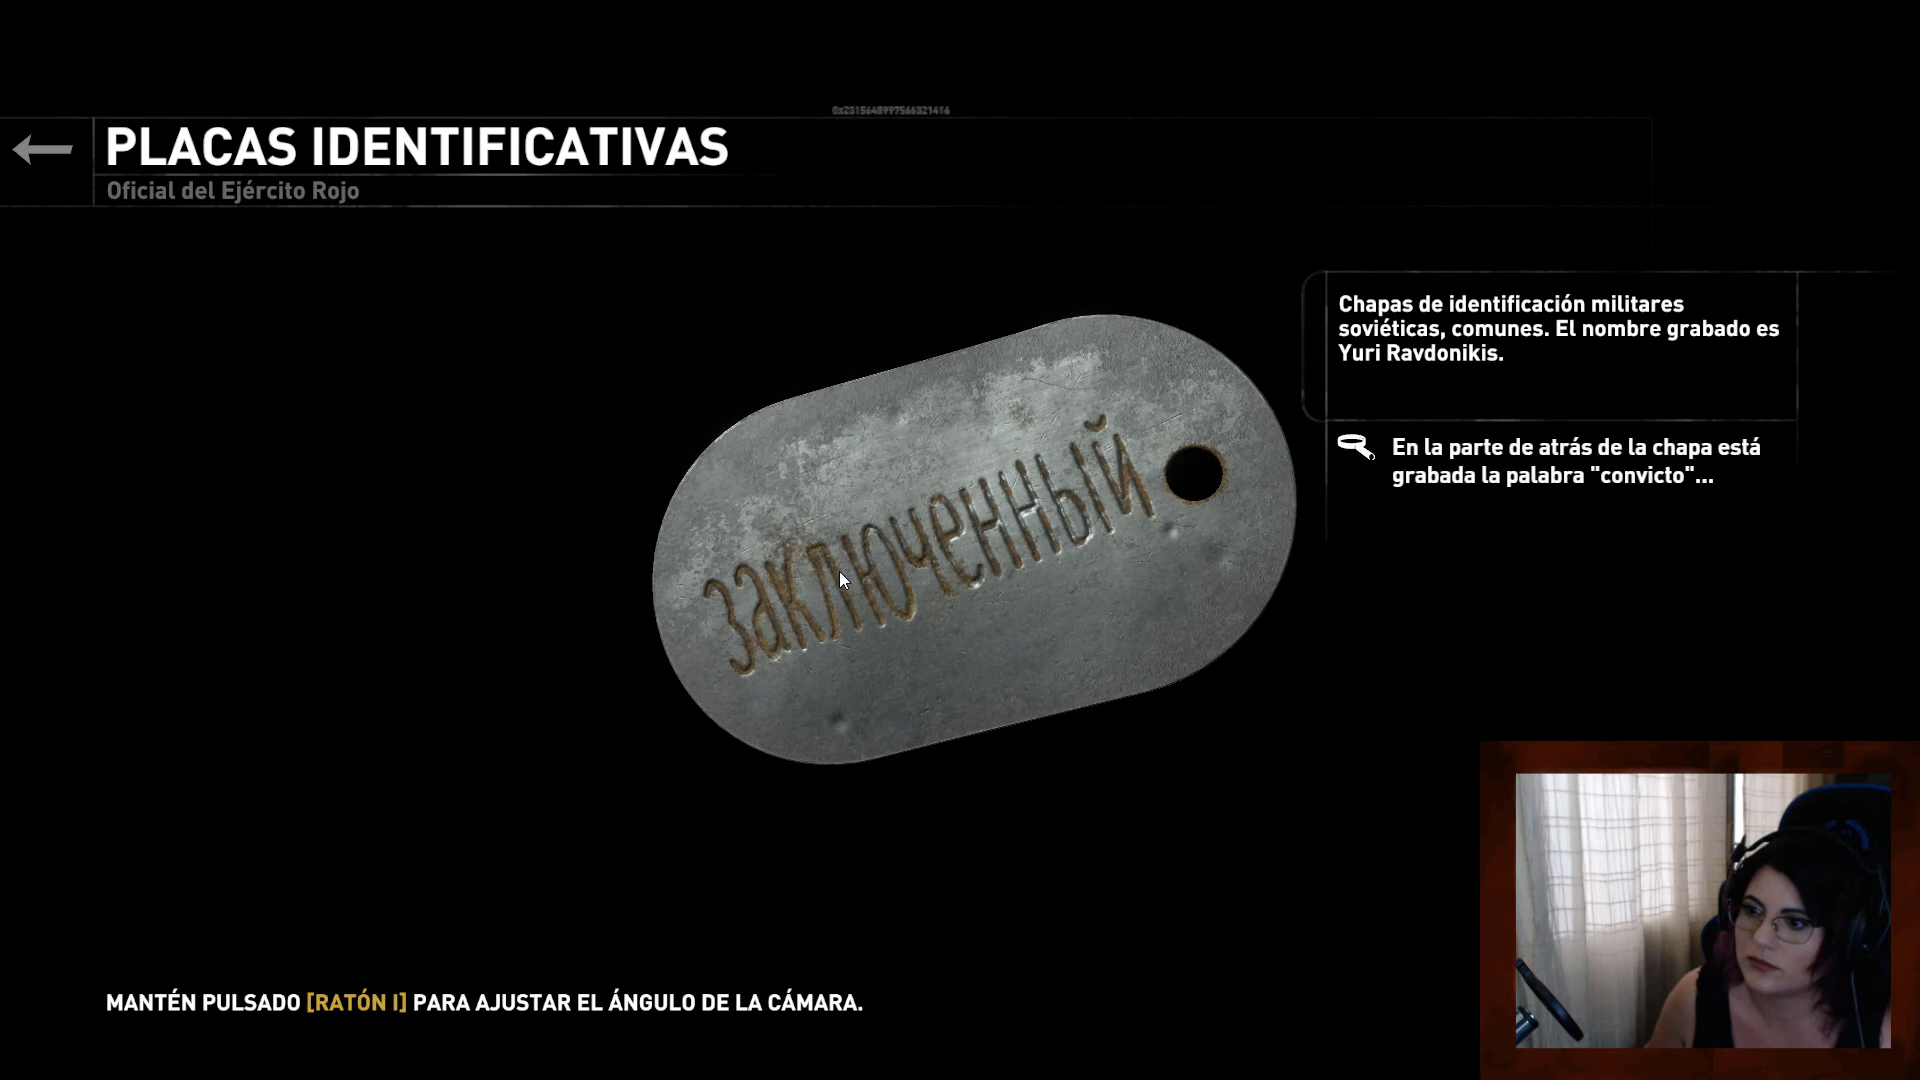 0x2315648997566321416
PLACAS IDENTIFICATIVAS
Oficial del Ejército Rojo
Chapas de identificación militares
soviéticas, comunes. El nombre grabado es
Yuri Ravdonikis.
En la parte de atrás de la chapa está
grabada la palabra "convicto"...
заключенный
MANTÉN PULSADO [RATÓN I] PARA AJUSTAR EL ÁNGULO DE LA CÁMARA.